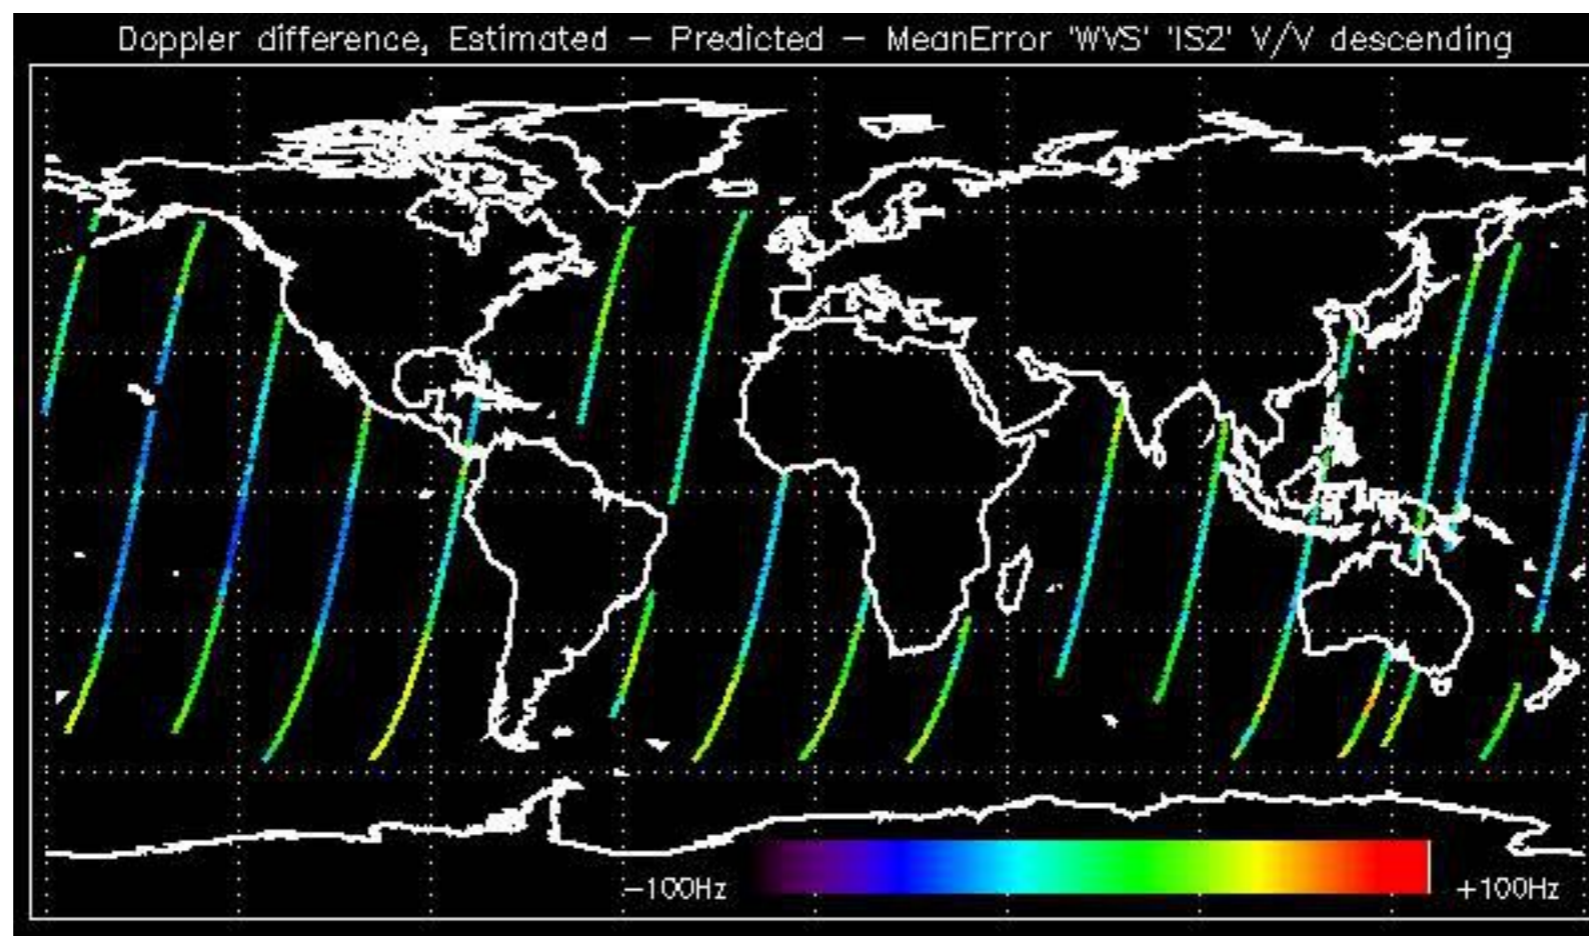 Doppler difference, Estimated – Predicted – MeanError 'WVS' 'IS2' V/V descending
–100Hz +100Hz